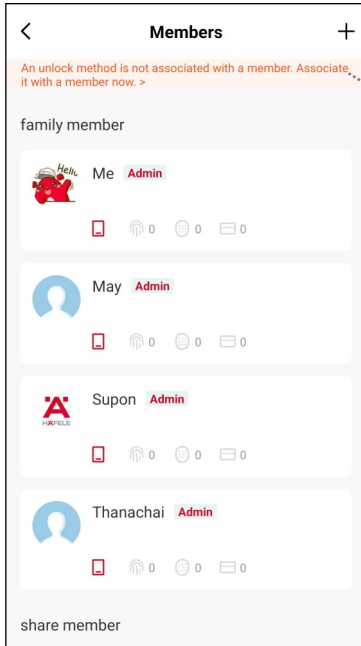 Members
An unlock method is not associated with a member. Associate
it with a member now. >
family member
Hello
Me Admin
0 0 0
May Admin
0 0 0
Supon Admin
HÄFELE
0 0 0
Thanachai Admin
0 0 0
share member